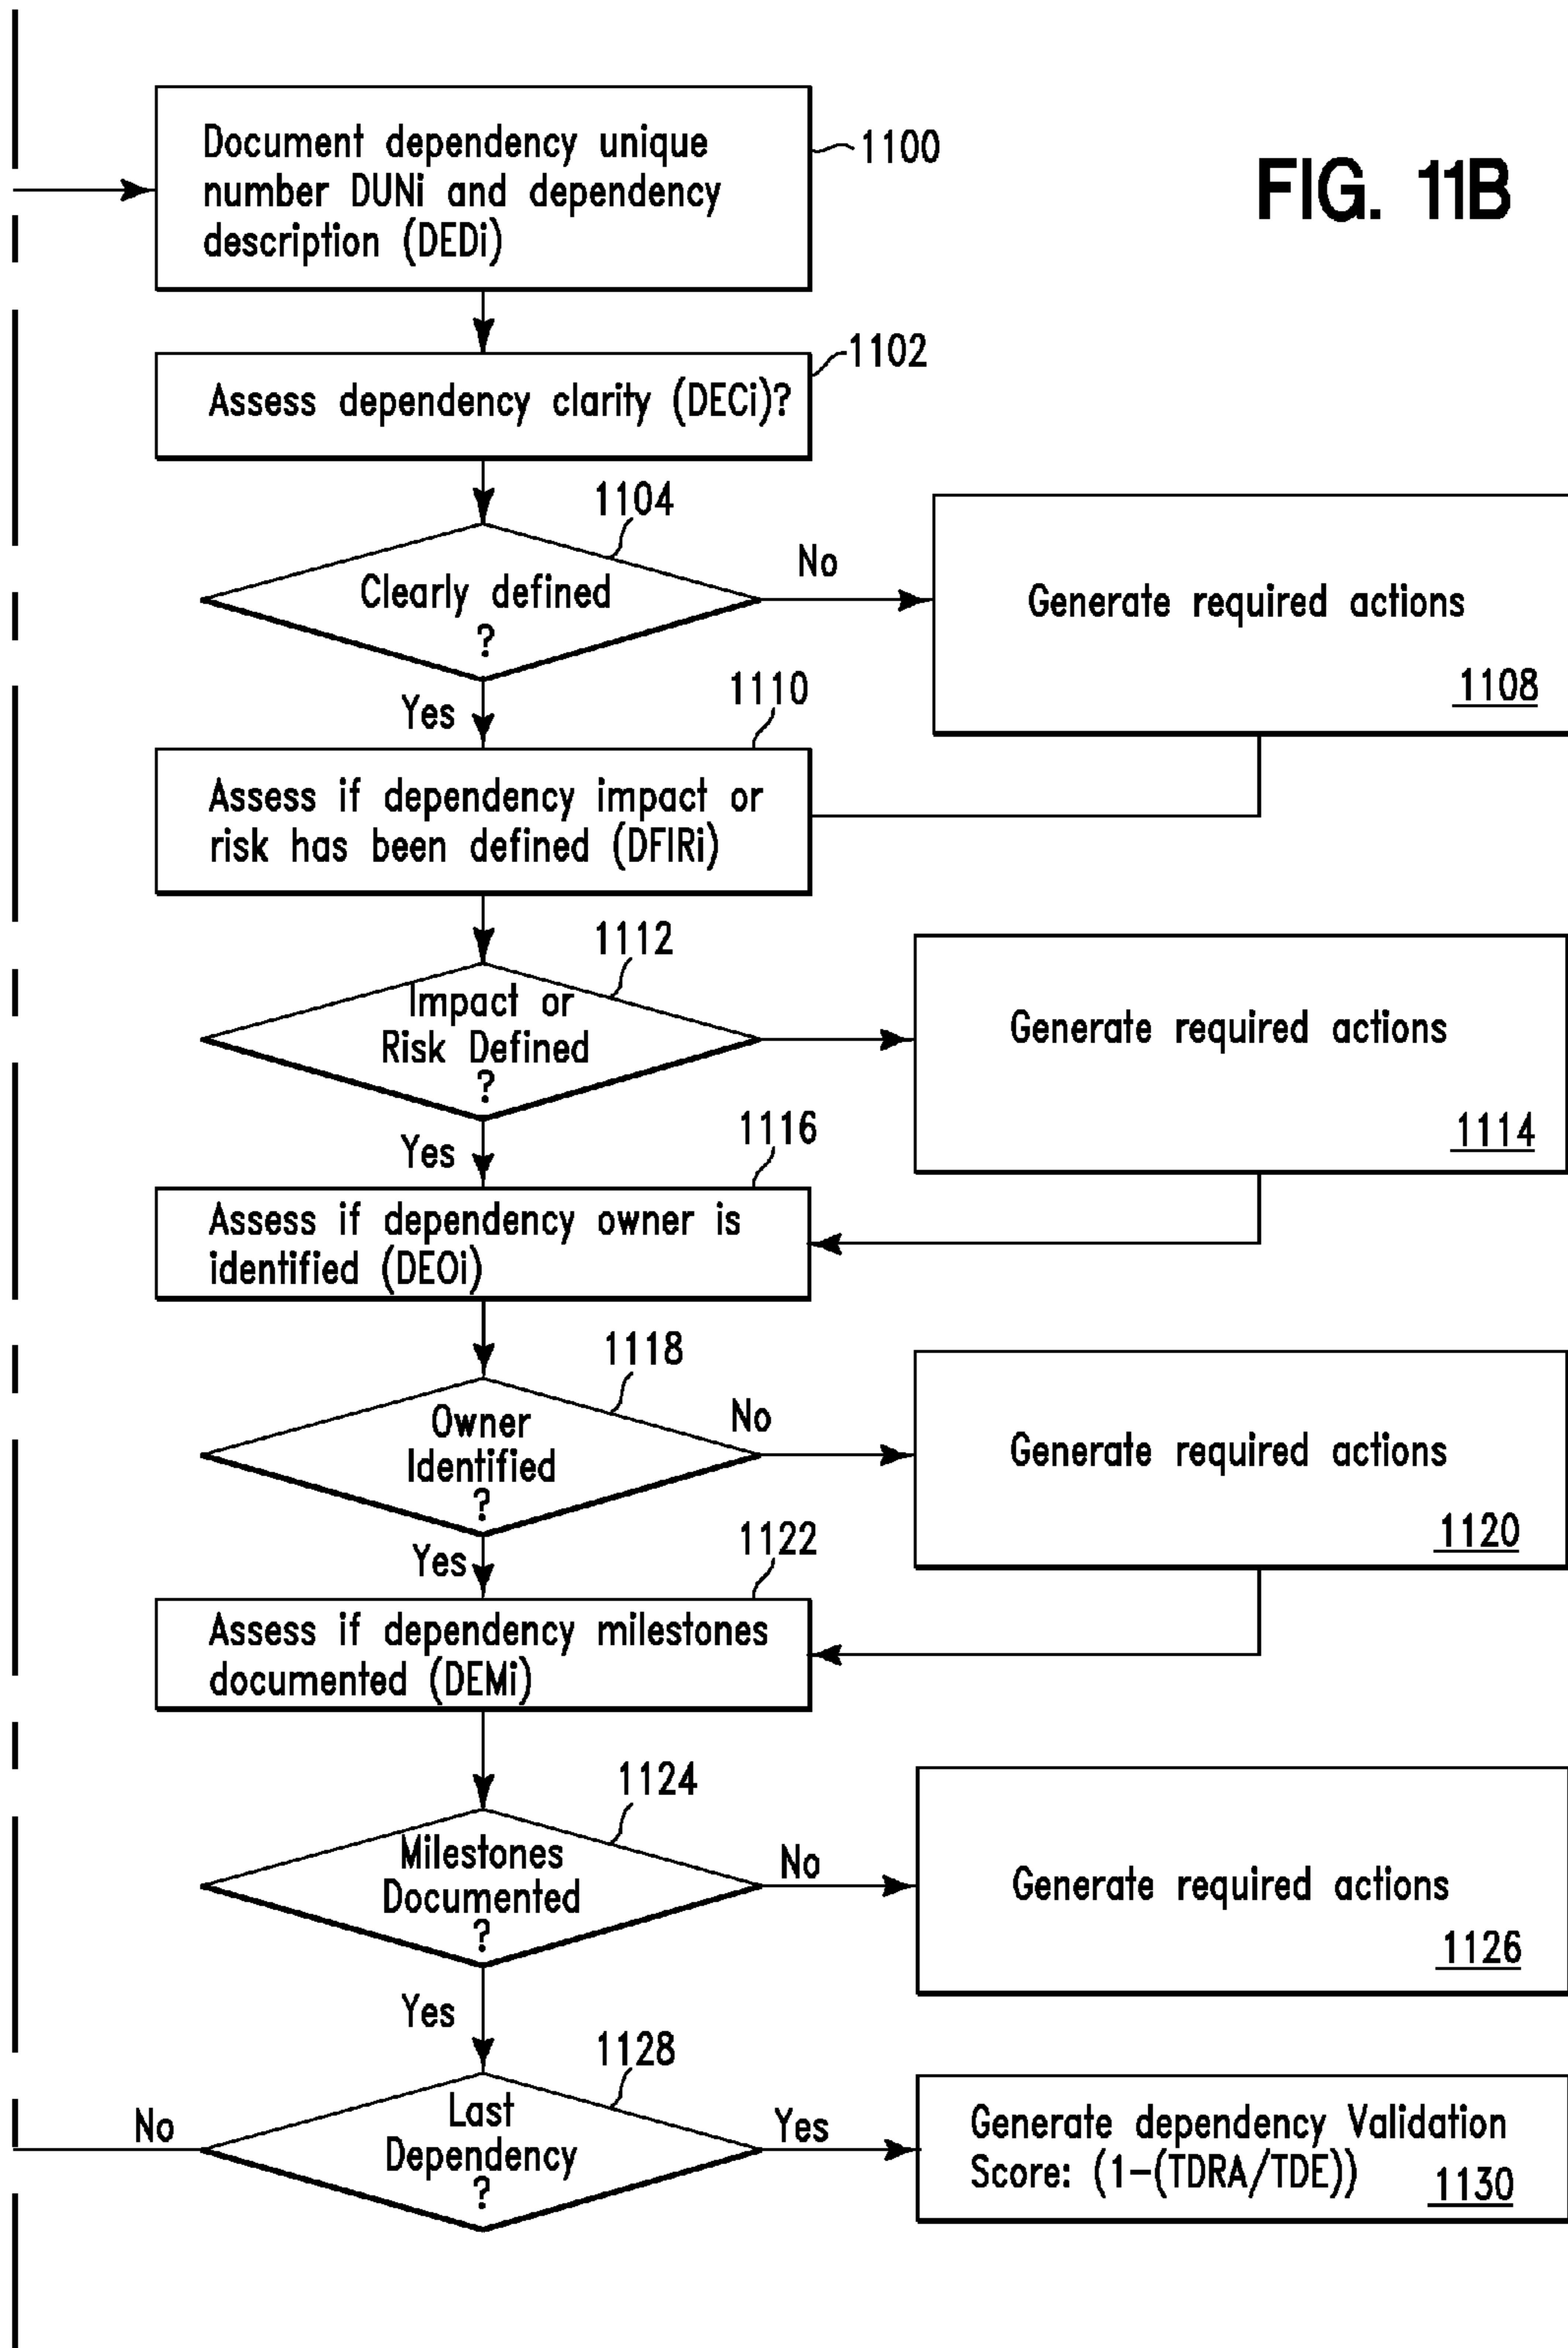 FIG. 11B
Document dependency unique
number DUNi and dependency
description (DEDi)
1100
Assess dependency clarity (DECi)?
1102
1104
Clearly defined
?
No
Generate required actions
1108
Yes
1110
Assess if dependency impact or
risk has been defined (DFIRi)
1112
Impact or
Risk Defined
?
Generate required actions
1114
Yes
1116
Assess if dependency owner is
identified (DEOi)
1118
Owner
Identified
?
No
Generate required actions
1120
Yes
1122
Assess if dependency milestones
documented (DEMi)
1124
Milestones
Documented
?
No
Generate required actions
1126
Yes
1128
Last
Dependency
?
No
Yes
Generate dependency Validation
Score: (1-(TDRA/TDE))
1130